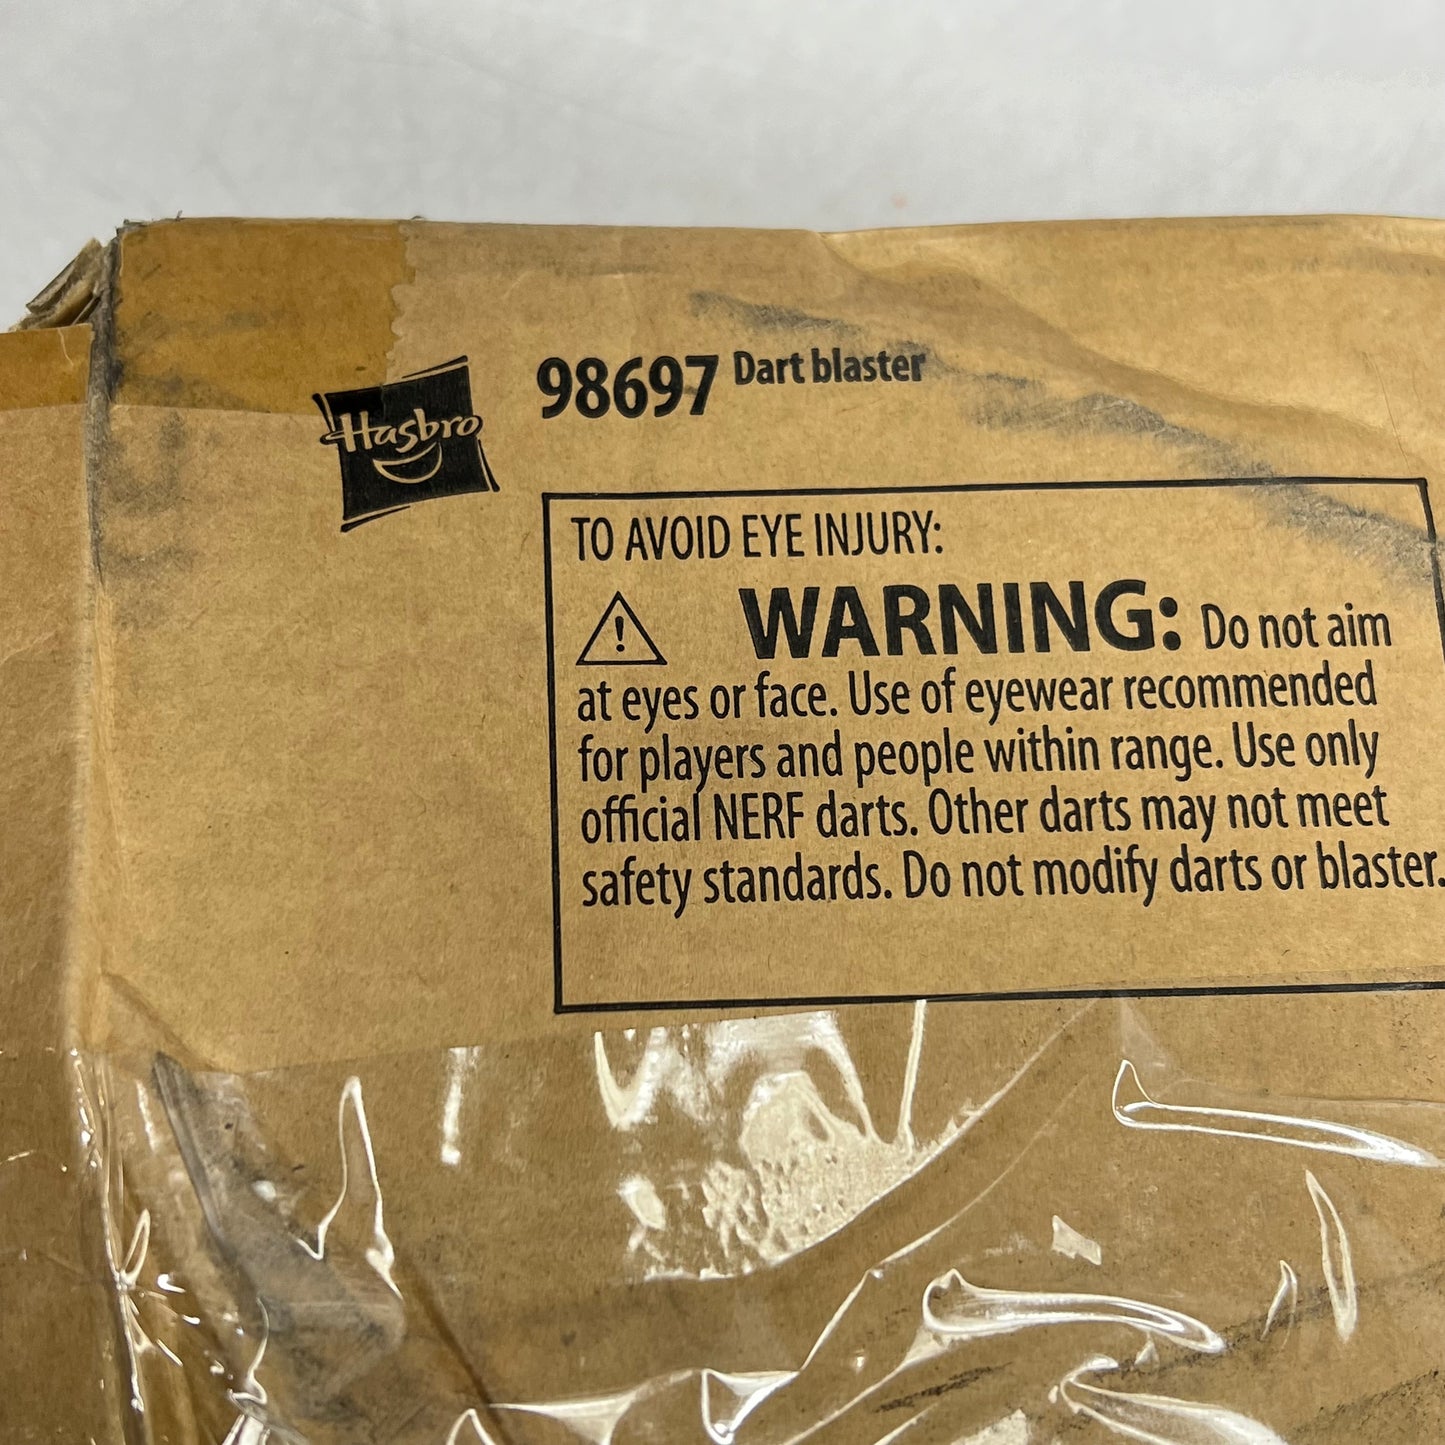 98697 Dart blaster
Hasbro
TO AVOID EYE INJURY:
WARNING: Do not aim
at eyes or face. Use of eyewear recommended
for players and people within range. Use only
official NERF darts. Other darts may not meet
safety standards. Do not modify darts or blaster.